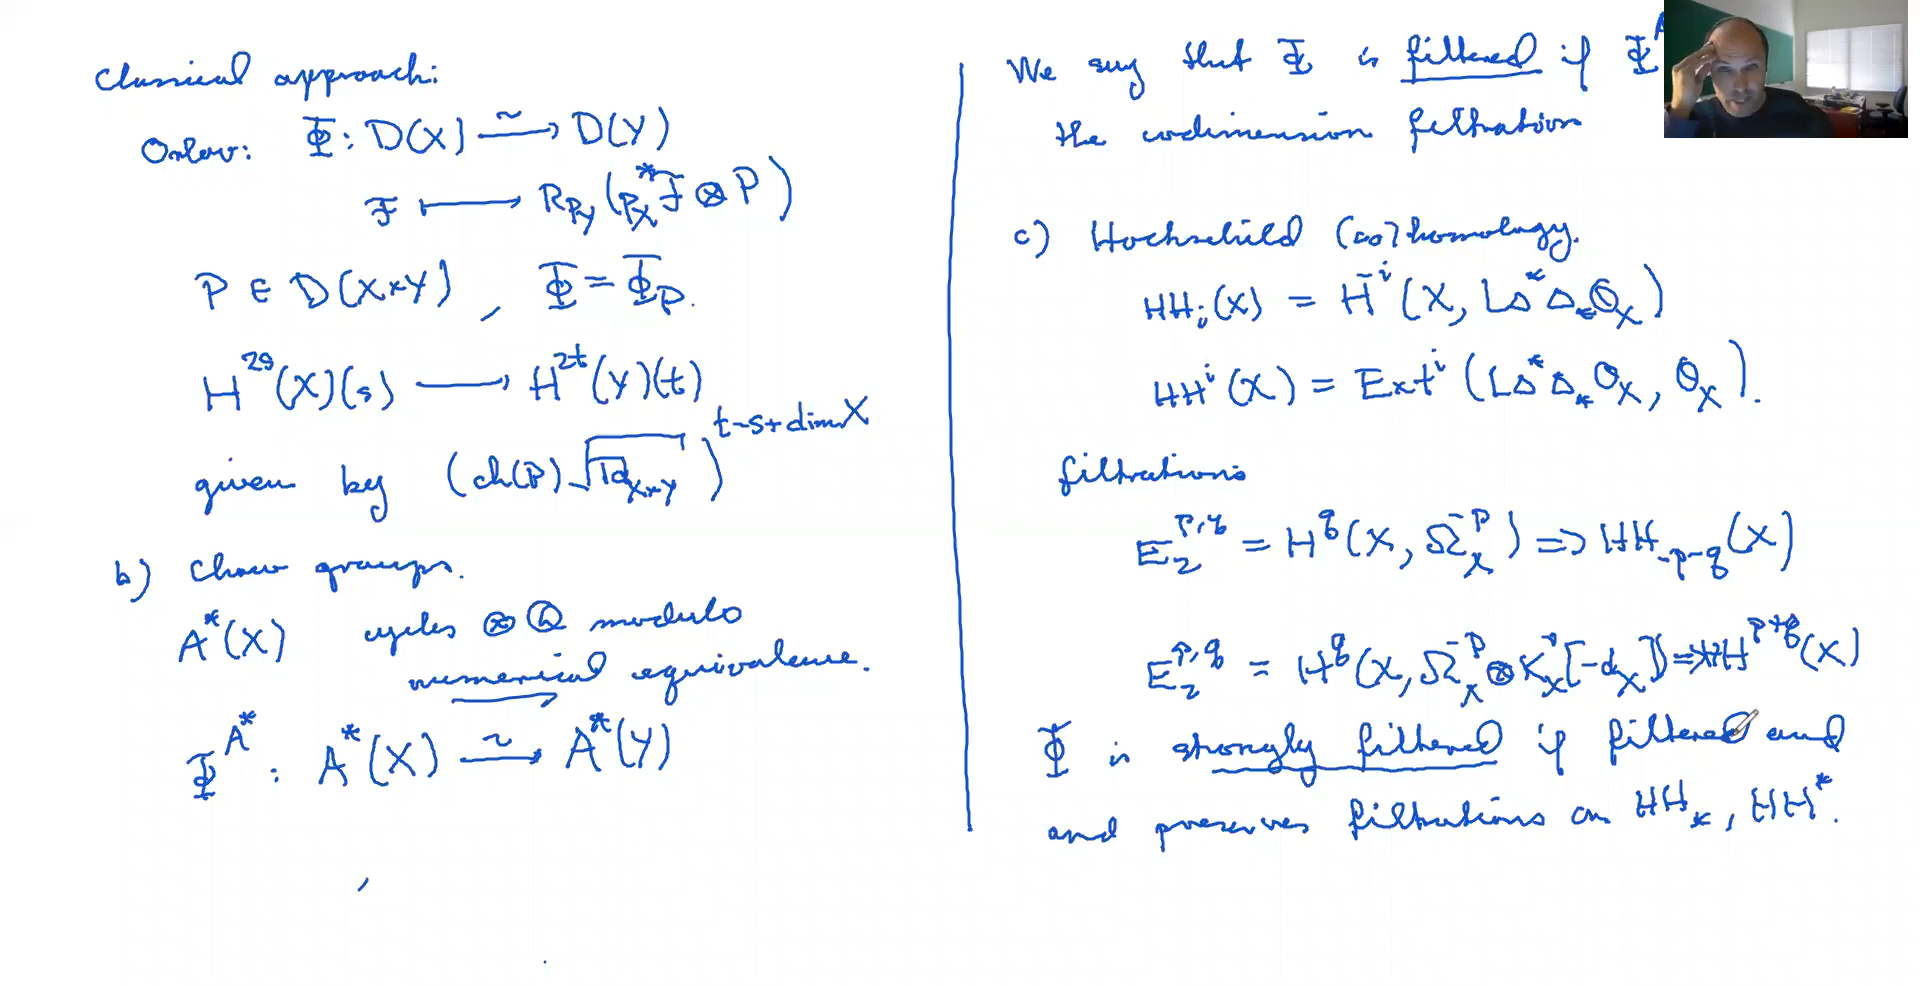 Classical approach:
Orlov: Φ : D(X) ⥲ D(Y)
F ⟼ Rp_Y (p_X^* F ⊗ P)
P ∈ D(X×Y), Φ = Φ_P.
H^{2s}(X)(s) ⟶ H^{2t}(Y)(t)
given by (ch(P) √(Td_{X×Y}))^{t-s+dim X}
b) Chow groups.
A^*(X) cycles ⊗ Q modulo
numerical equivalence.
Φ^{A^*} : A^*(X) ⥲ A^*(Y)
We say that Φ is filtered if Φ^A
the codimension filtration
c) Hochschild (co)homology.
HH_i(X) = H^{-i}(X, LΔ^*Δ_*O_X)
HH^i(X) = Ext^i(LΔ^*Δ_*O_X, O_X).
filtrations
E_2^{p,q} = H^q(X, Ω_X^{-p}) ⇒ HH_{-p-q}(X)
E_2^{p,q} = H^q(X, Ω_X^{-p} ⊗ K_X^{-1}[-d_X]) ⇒ HH^{p+q}(X)
Φ is strongly filtered if filtered and
and preserves filtrations on HH_*, HH^*.